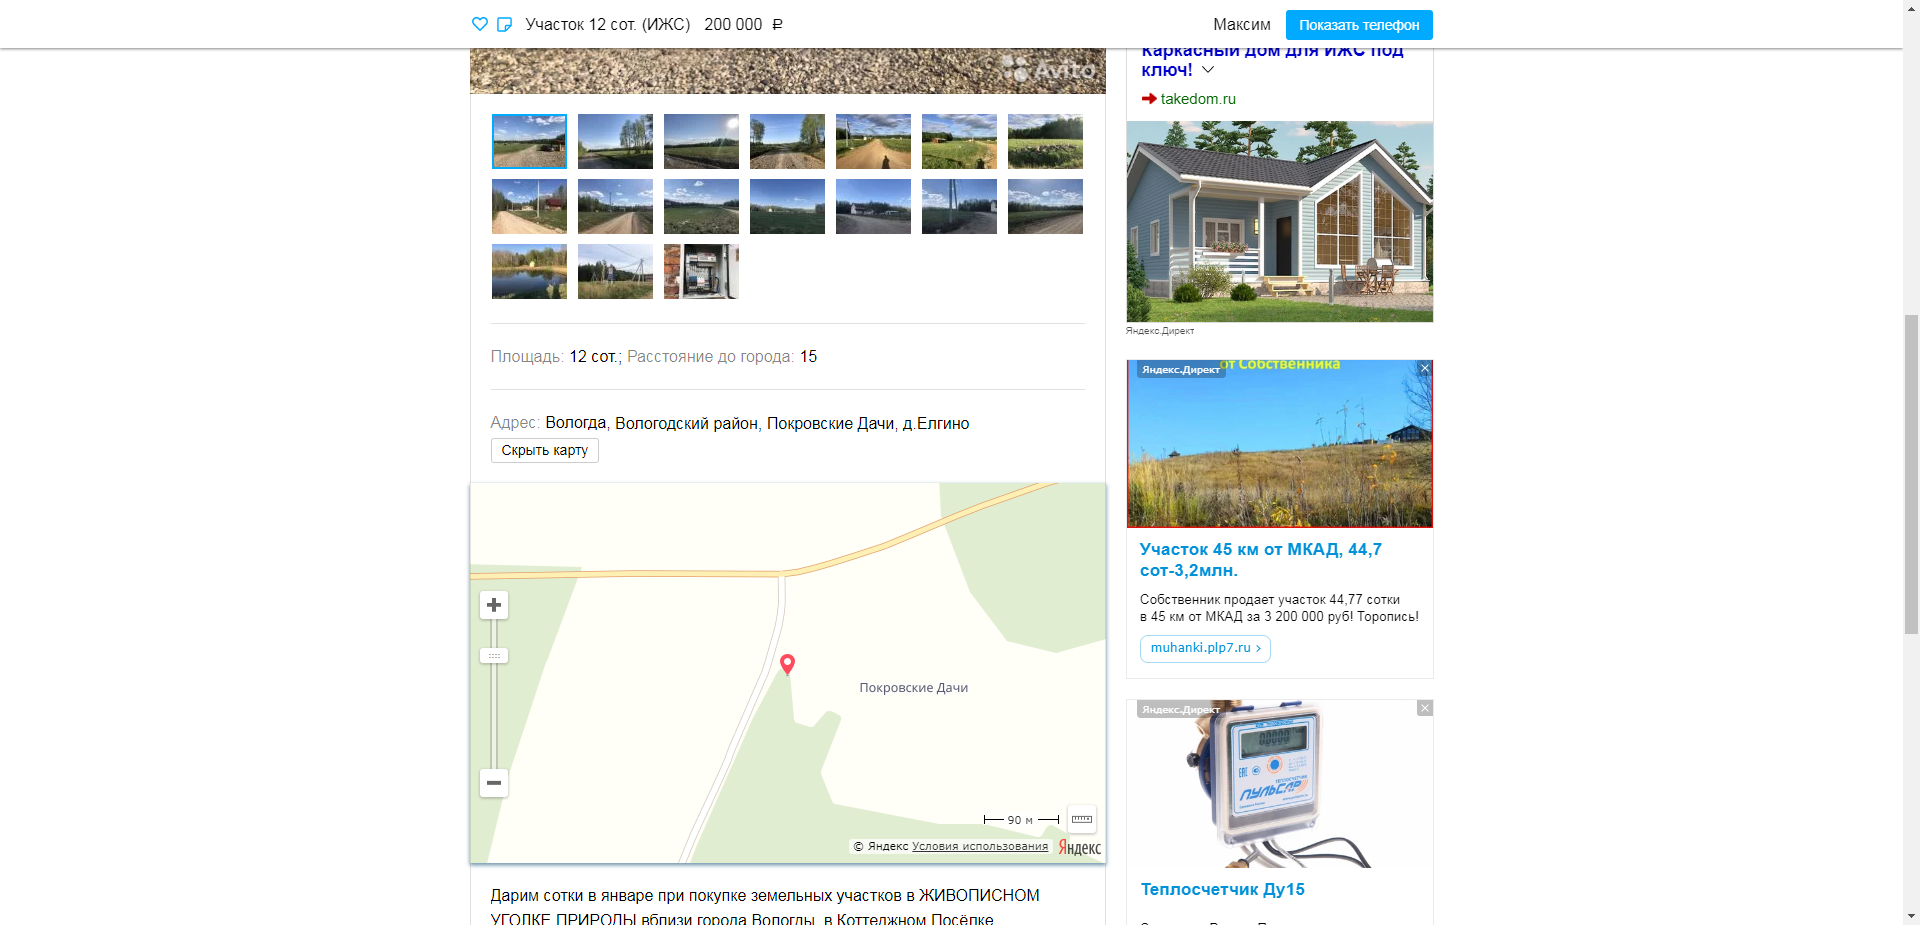 Участок 12 сот. (ИЖС) 200 000 ₽
Максим
Показать телефон
Avito
Площадь: 12 сот.; Расстояние до города: 15
Адрес: Вологда, Вологодский район, Покровские Дачи, д.Елгино
Скрыть карту
Покровские Дачи
90 м
© Яндекс Условия использования
Яндекс
Дарим сотки в январе при покупке земельных участков в ЖИВОПИСНОМ
УГОЛКЕ ПРИРОДЫ вблизи города Вологды, в Коттеджном Посёлке
Каркасный дом для ИЖС под
ключ!
takedom.ru
Яндекс.Директ
Яндекс.Директ
от Собственника
Участок 45 км от МКАД, 44,7
сот-3,2млн.
Собственник продает участок 44,77 сотки
в 45 км от МКАД за 3 200 000 руб! Торопись!
muhanki.plp7.ru ›
Яндекс.Директ
ТЕПЛОСЧЕТЧИК
ПУЛЬСАР
Теплосчетчик Ду15